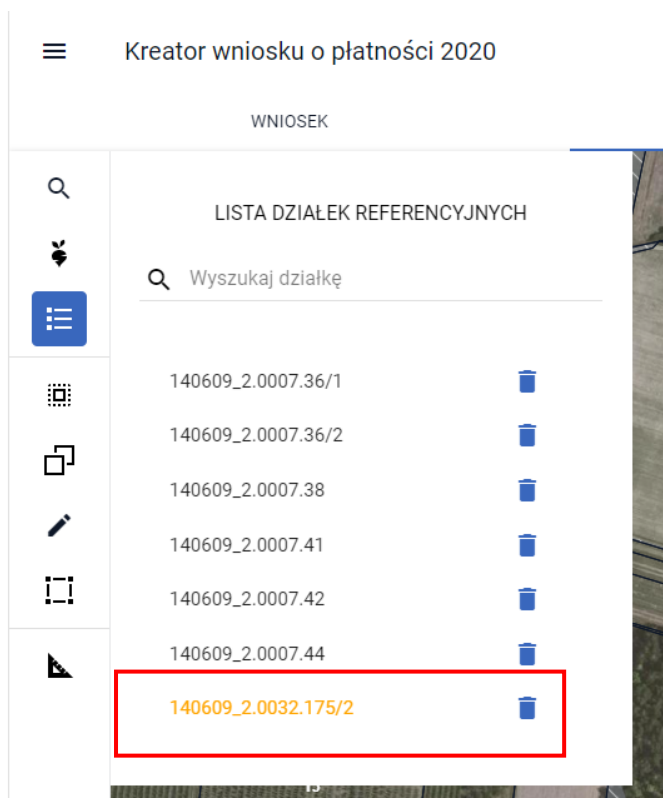 Kreator wniosku o płatności 2020
WNIOSEK
LISTA DZIAŁEK REFERENCYJNYCH
Wyszukaj działkę
140609_2.0007.36/1
140609_2.0007.36/2
140609_2.0007.38
140609_2.0007.41
140609_2.0007.42
140609_2.0007.44
140609_2.0032.175/2